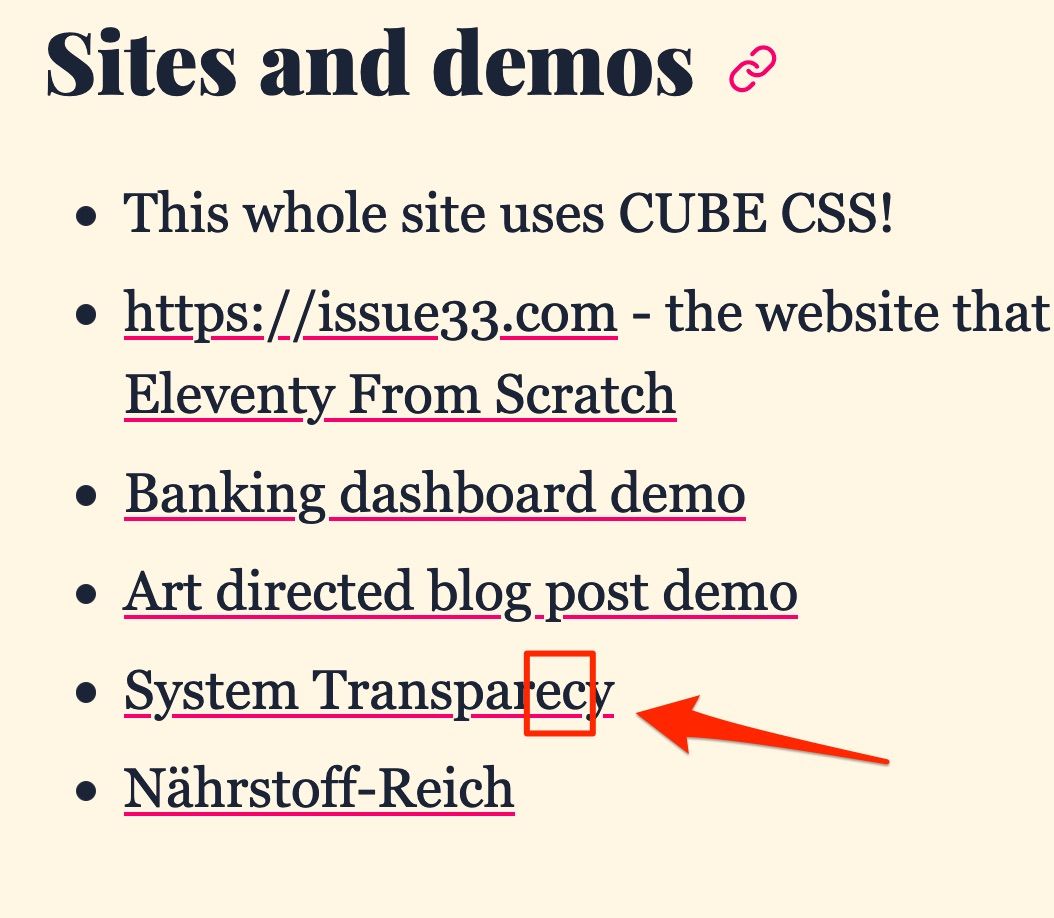 Sites and demos
This whole site uses CUBE CSS!
https://issue33.com - the website that
Eleventy From Scratch
Banking dashboard demo
Art directed blog post demo
System Transparecy
Nährstoff-Reich